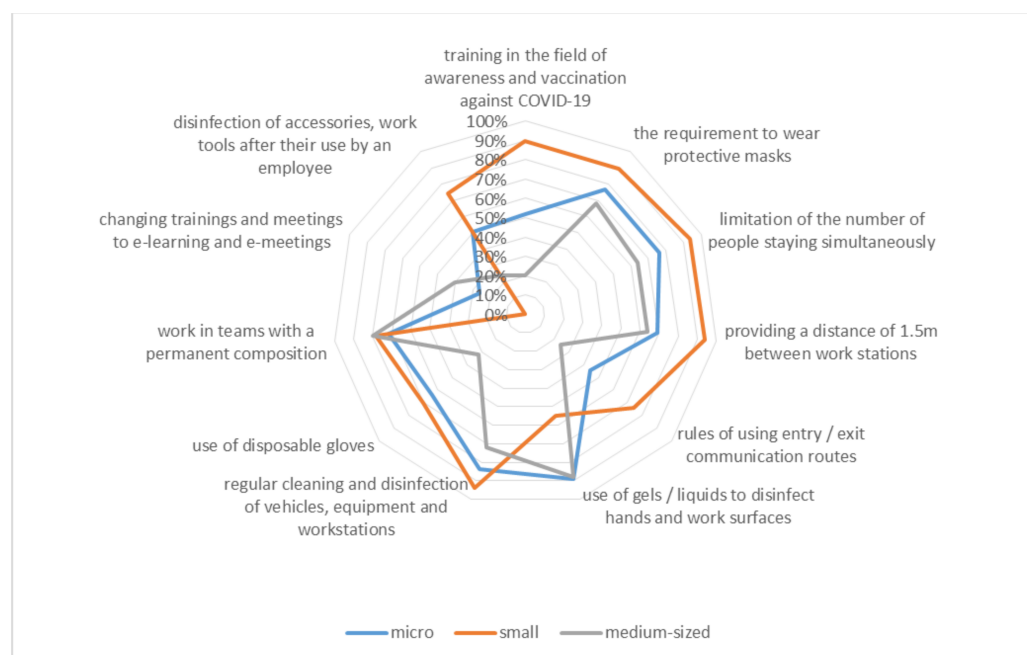 training in the field of
awareness and vaccination
against COVID-19
100%
90%
80%
70%
60%
50%
40%
30%
20%
10%
0%
the requirement to wear
protective masks
limitation of the number of
people staying simultaneously
providing a distance of 1.5m
between work stations
rules of using entry / exit
communication routes
use of gels / liquids to disinfect
hands and work surfaces
regular cleaning and disinfection
of vehicles, equipment and
workstations
use of disposable gloves
work in teams with a
permanent composition
changing trainings and meetings
to e-learning and e-meetings
disinfection of accessories, work
tools after their use by an
employee
micro
small
medium-sized